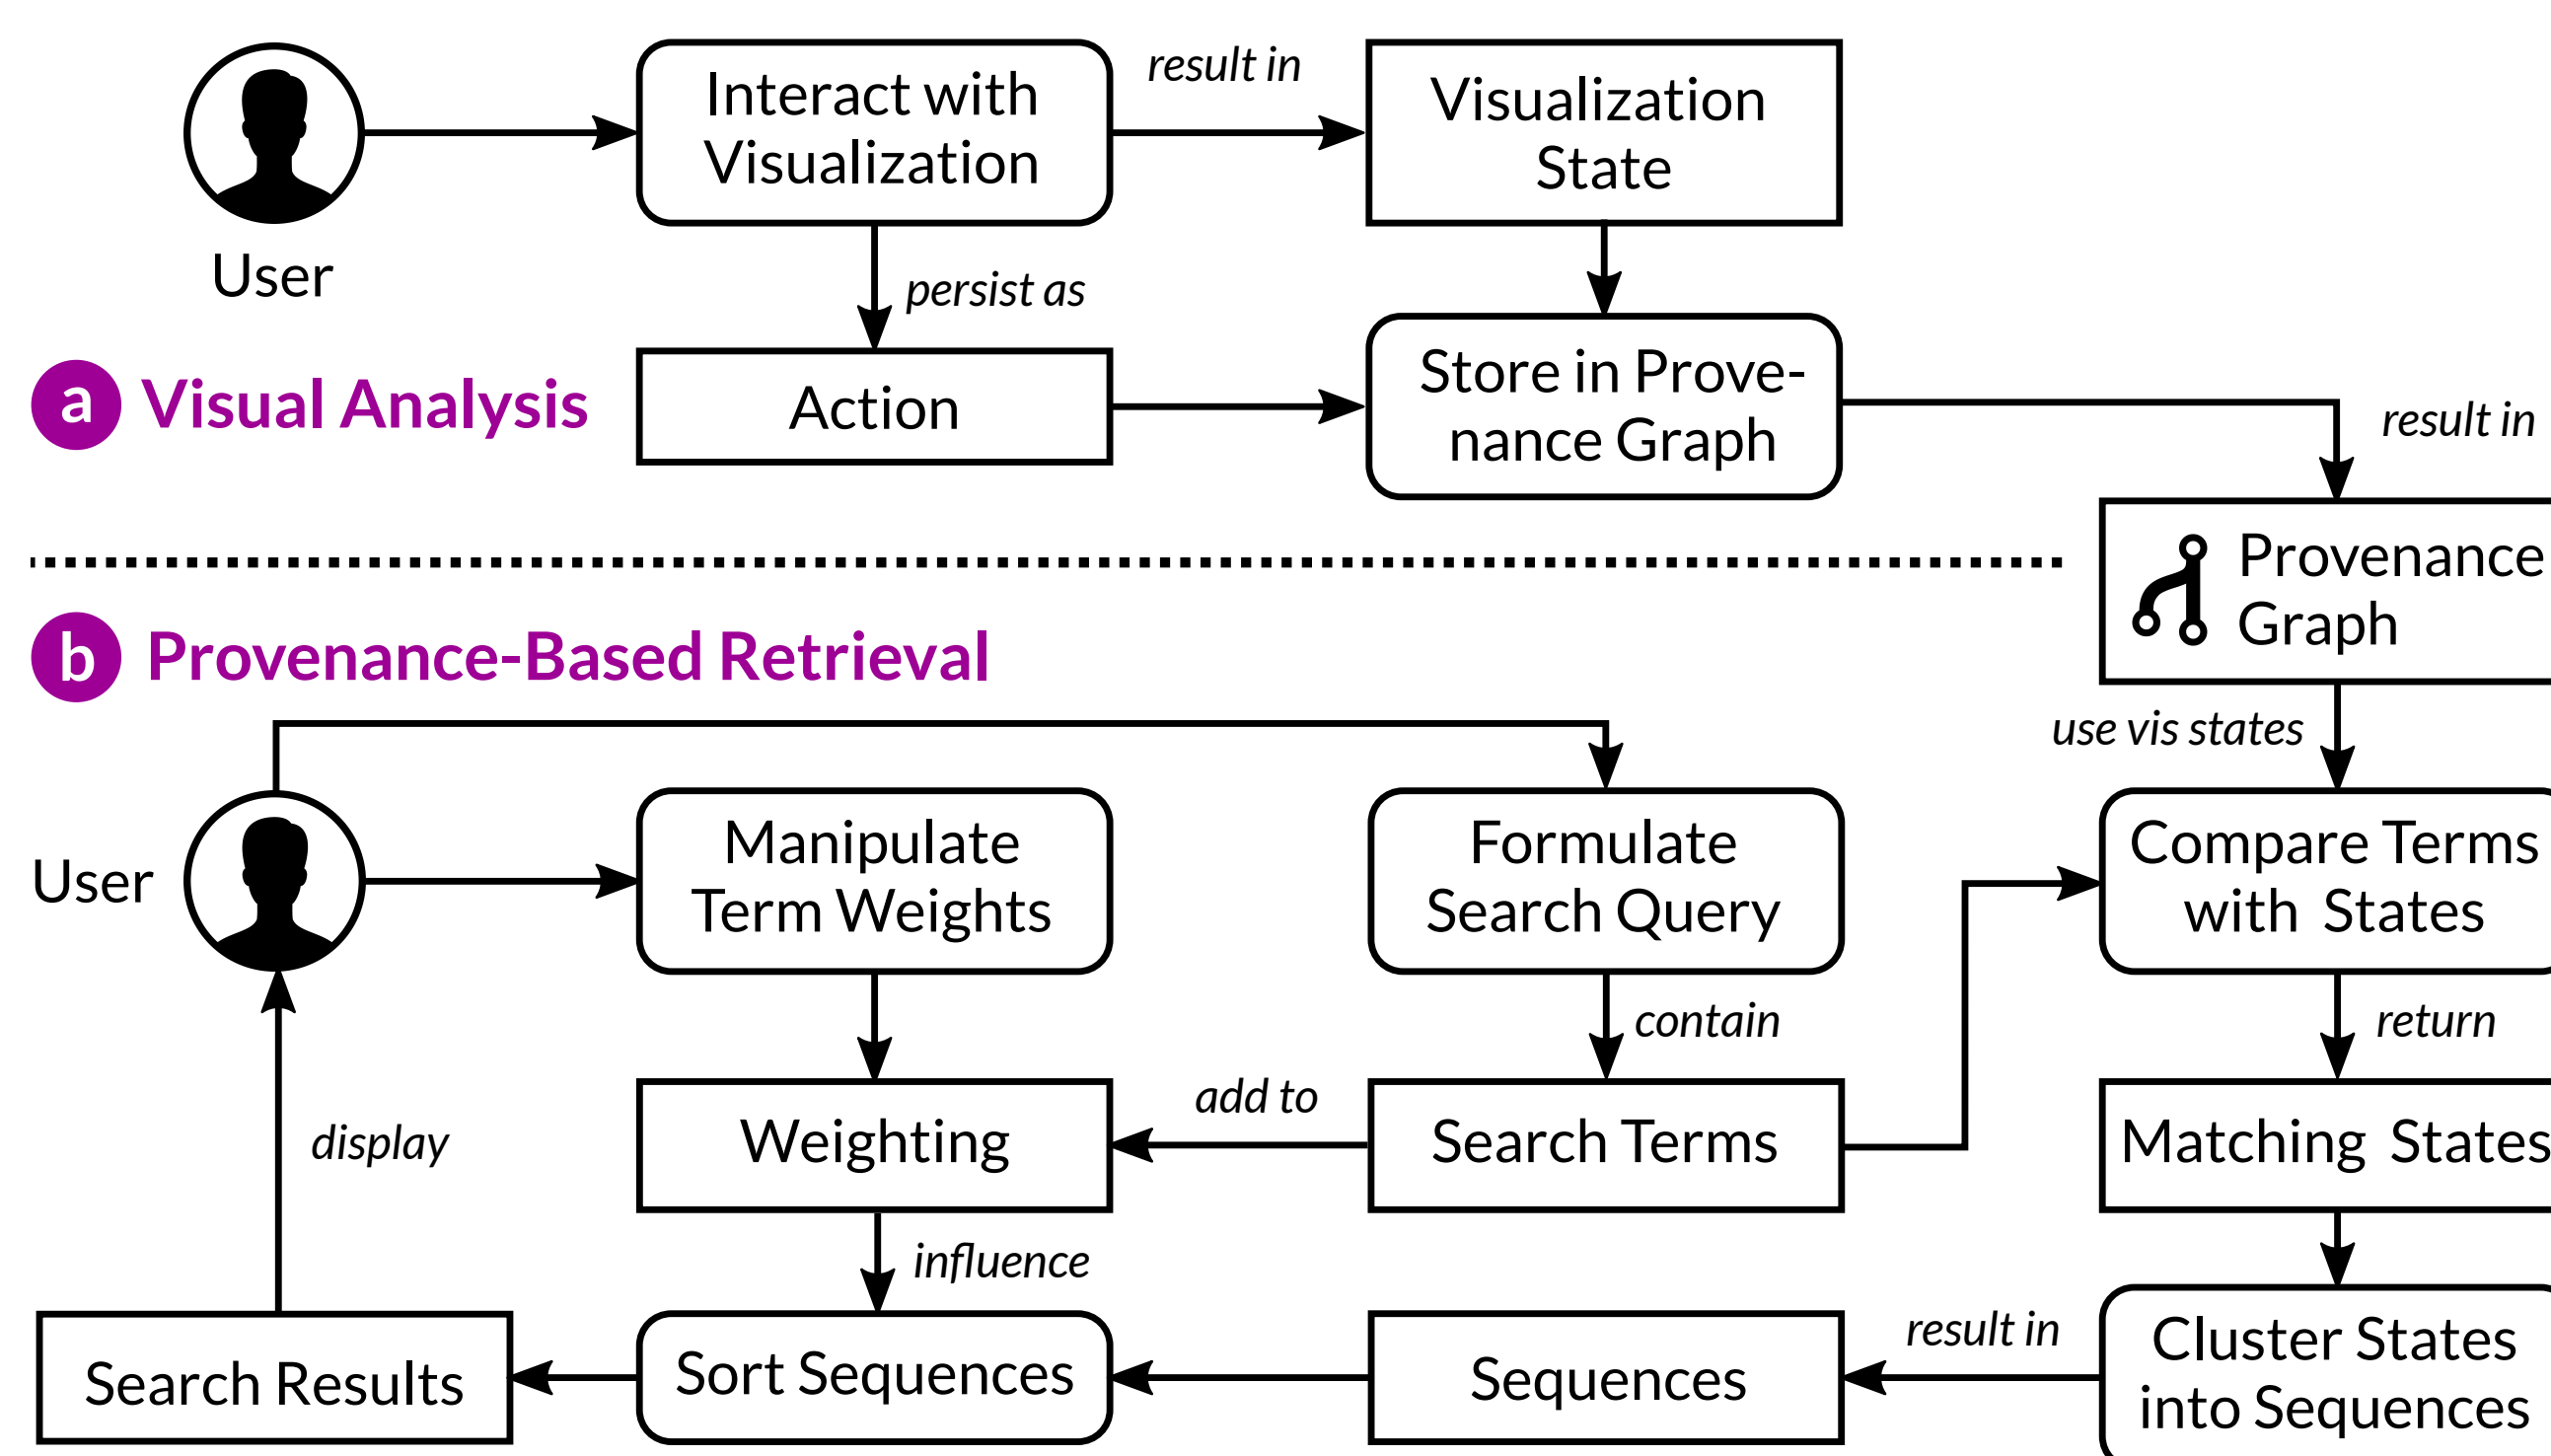 Interact with
Visualization
result in
Visualization
State
User
persist as
a Visual Analysis
Action
Store in Prove-
nance Graph
result in
Provenance
Graph
b Provenance-Based Retrieval
use vis states
User
Manipulate
Term Weights
Formulate
Search Query
Compare Terms
with States
contain
return
display
Weighting
add to
Search Terms
Matching States
influence
Search Results
Sort Sequences
Sequences
result in
Cluster States
into Sequences